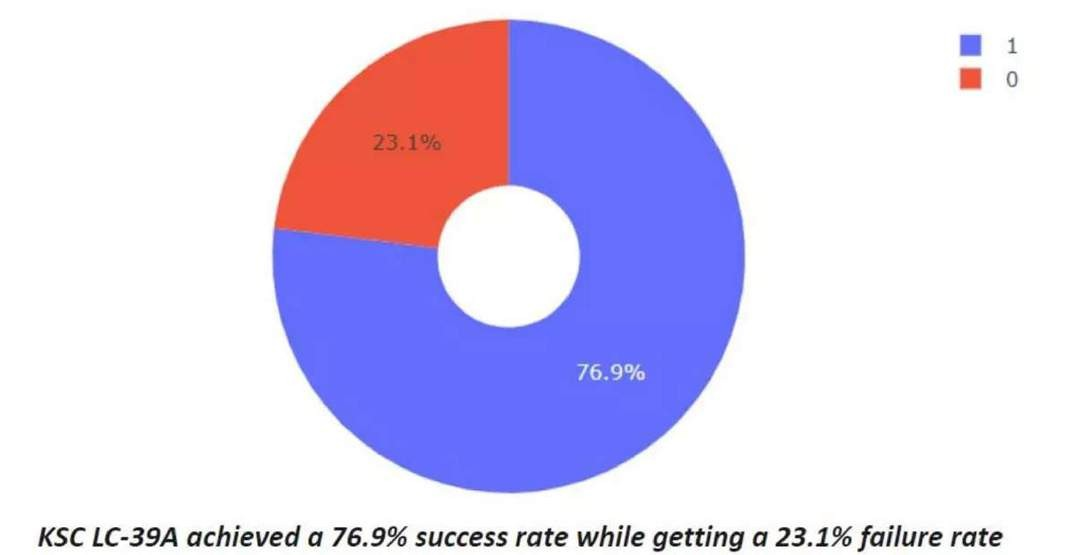 1
0
23.1%
76.9%
KSC LC-39A achieved a 76.9% success rate while getting a 23.1% failure rate